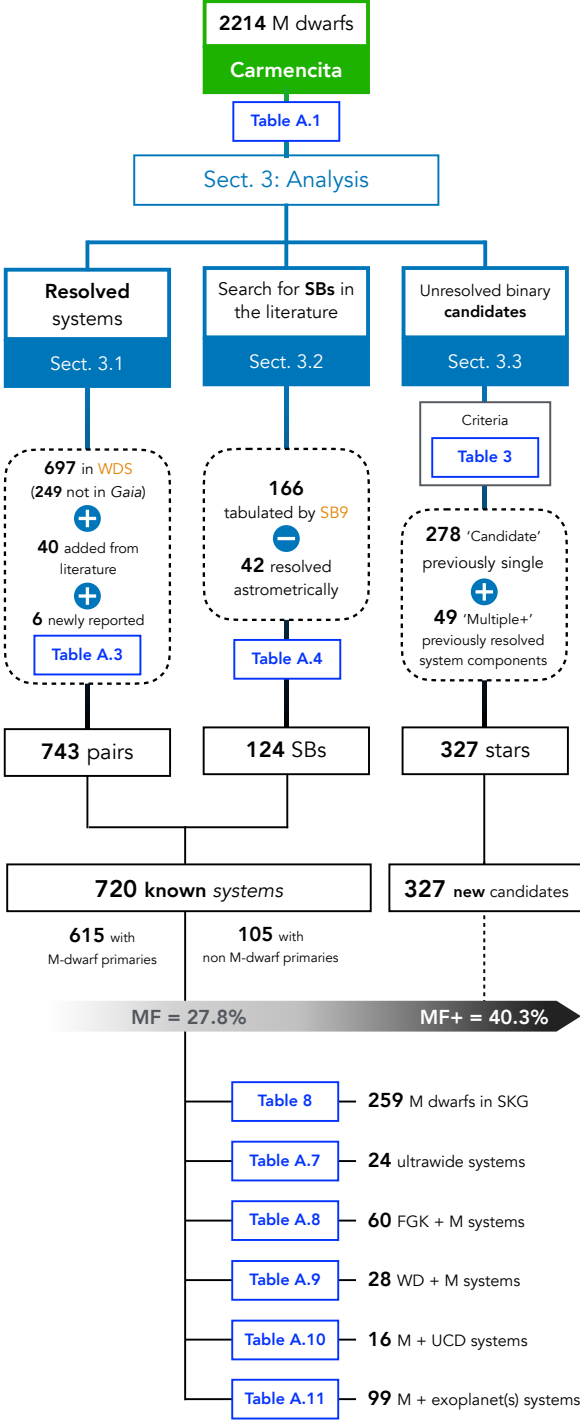 2214 M dwarfs
Carmencita
Table A.1
Sect. 3: Analysis
Resolved
systems
Sect. 3.1
Search for SBs in
the literature
Sect. 3.2
Unresolved binary
candidates
Sect. 3.3
Criteria
Table 3
697 in WDS
(249 not in Gaia)
+
40 added from
literature
+
6 newly reported
Table A.3
166
tabulated by SB9
−
42 resolved
astrometrically
Table A.4
278 'Candidate'
previously single
+
49 'Multiple+'
previously resolved
system components
743 pairs
124 SBs
327 stars
720 known systems
327 new candidates
615 with
M-dwarf primaries
105 with
non M-dwarf primaries
MF = 27.8%
MF+ = 40.3%
Table 8
259 M dwarfs in SKG
Table A.7
24 ultrawide systems
Table A.8
60 FGK + M systems
Table A.9
28 WD + M systems
Table A.10
16 M + UCD systems
Table A.11
99 M + exoplanet(s) systems